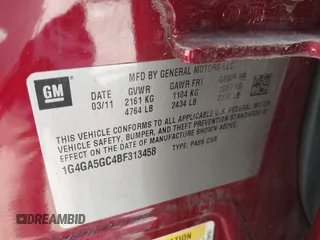 GM
MFD BY GENERAL MOTORS LLC
03/11 GVWR GAWR FRT GAWR RR
2161 KG 1104 KG
4764 LB 2434 LB
THIS VEHICLE CONFORMS TO ALL APPLICABLE U.S. FEDERAL MOTOR
VEHICLE SAFETY, BUMPER, AND THEFT PREVENTION STANDARDS IN
EFFECT ON THE DATE OF MANUFACTURE SHOWN ABOVE.
1G4GA5GC4BF313458 TYPE: PASS CAR
DREAMBID